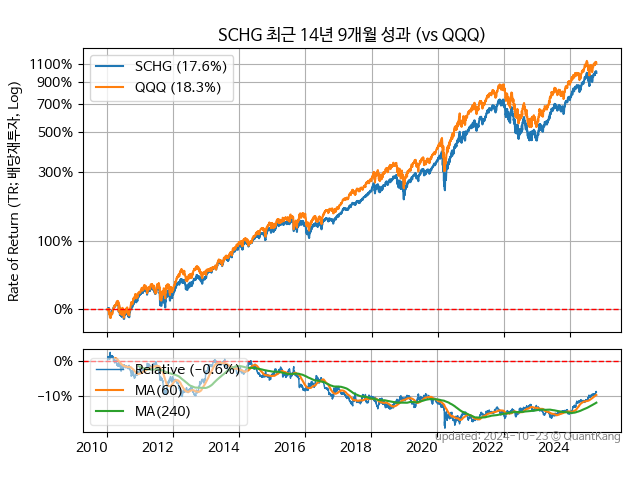 SCHG 최근 14년 9개월 성과 (vs QQQ)
Rate of Return (TR; 배당재투자, Log)
1100%
900%
700%
500%
300%
100%
0%
SCHG (17.6%)
QQQ (18.3%)
0%
−10%
Relative (−0.6%)
MA(60)
MA(240)
2010 2012 2014 2016 2018 2020 2022 2024
updated: 2024-10-23 © QuantKang